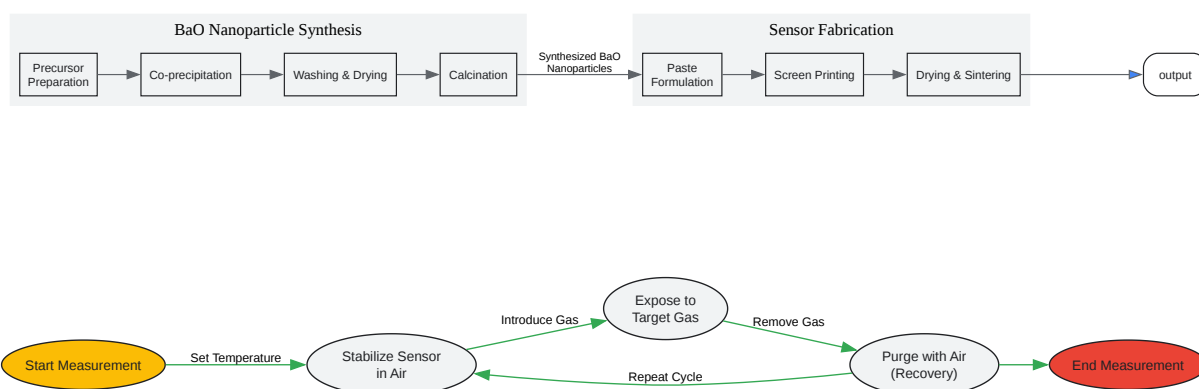 BaO Nanoparticle Synthesis
Sensor Fabrication
Precursor
Preparation
Co-precipitation
Washing & Drying
Calcination
Synthesized BaO
Nanoparticles
Paste
Formulation
Screen Printing
Drying & Sintering
output
Start Measurement
Set Temperature
Stabilize Sensor
in Air
Introduce Gas
Expose to
Target Gas
Remove Gas
Purge with Air
(Recovery)
Repeat Cycle
End Measurement